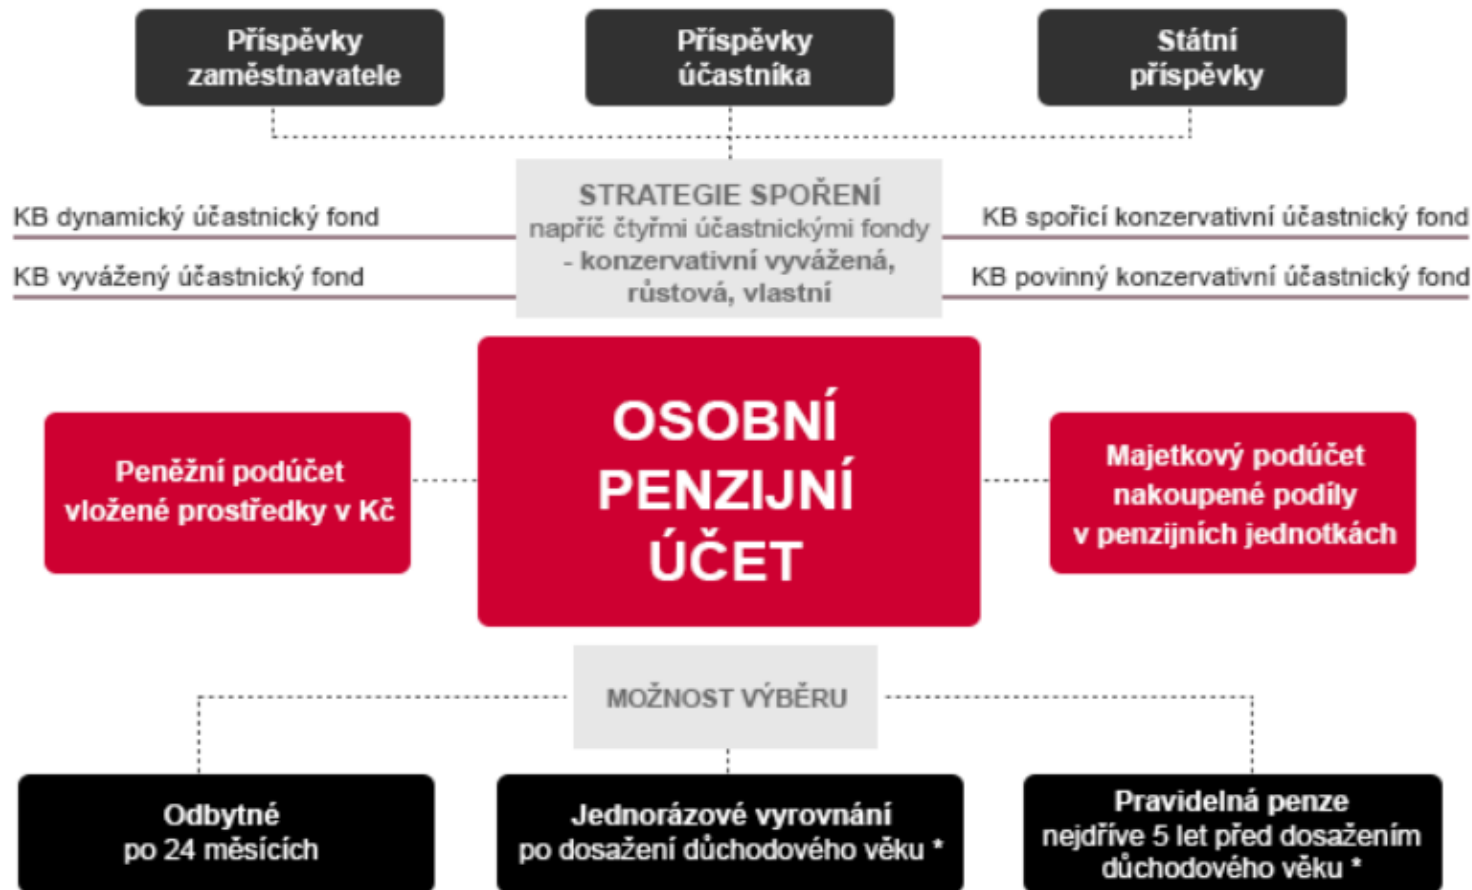 Příspěvky
zaměstnavatele
Příspěvky
účastníka
Státní
příspěvky
STRATEGIE SPOŘENÍ
napříč čtyřmi účastnickými fondy
- konzervativní vyvážená,
růstová, vlastní
KB dynamický účastnický fond
KB vyvážený účastnický fond
KB spořicí konzervativní účastnický fond
KB povinný konzervativní účastnický fond
OSOBNÍ
PENZIJNÍ
ÚČET
Peněžní podúčet
vložené prostředky v Kč
Majetkový podúčet
nakoupené podíly
v penzijních jednotkách
MOŽNOST VÝBĚRU
Odbytné
po 24 měsících
Jednorázové vyrovnání
po dosažení důchodového věku *
Pravidelná penze
nejdříve 5 let před dosažením
důchodového věku *